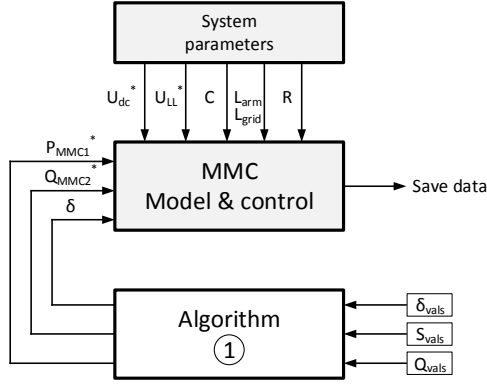 System
parameters
U_dc* U_LL* C L_arm L_grid R
P_MMC1*
Q_MMC2*
δ
MMC
Model & control
Save data
Algorithm
1
δ_vals
S_vals
Q_vals